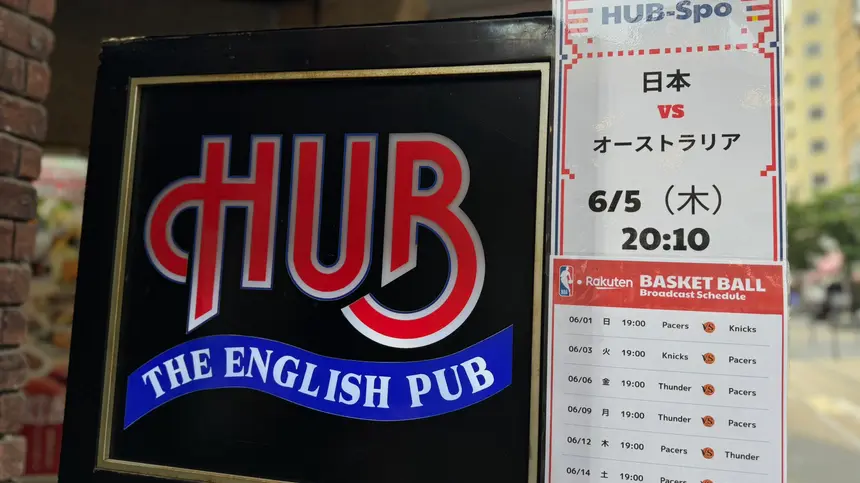 HUB
THE ENGLISH PUB
HUB-Spo
日本
VS
オーストラリア
6/5（木）
20:10
NBA
Rakuten BASKET BALL
Broadcast Schedule
06/01 日 19:00 Pacers VS Knicks
06/03 火 19:00 Knicks VS Pacers
06/06 金 19:00 Thunder VS Pacers
06/09 月 19:00 Thunder VS Pacers
06/12 木 19:00 Pacers VS Thunder
06/14 土 19:00 Pacers